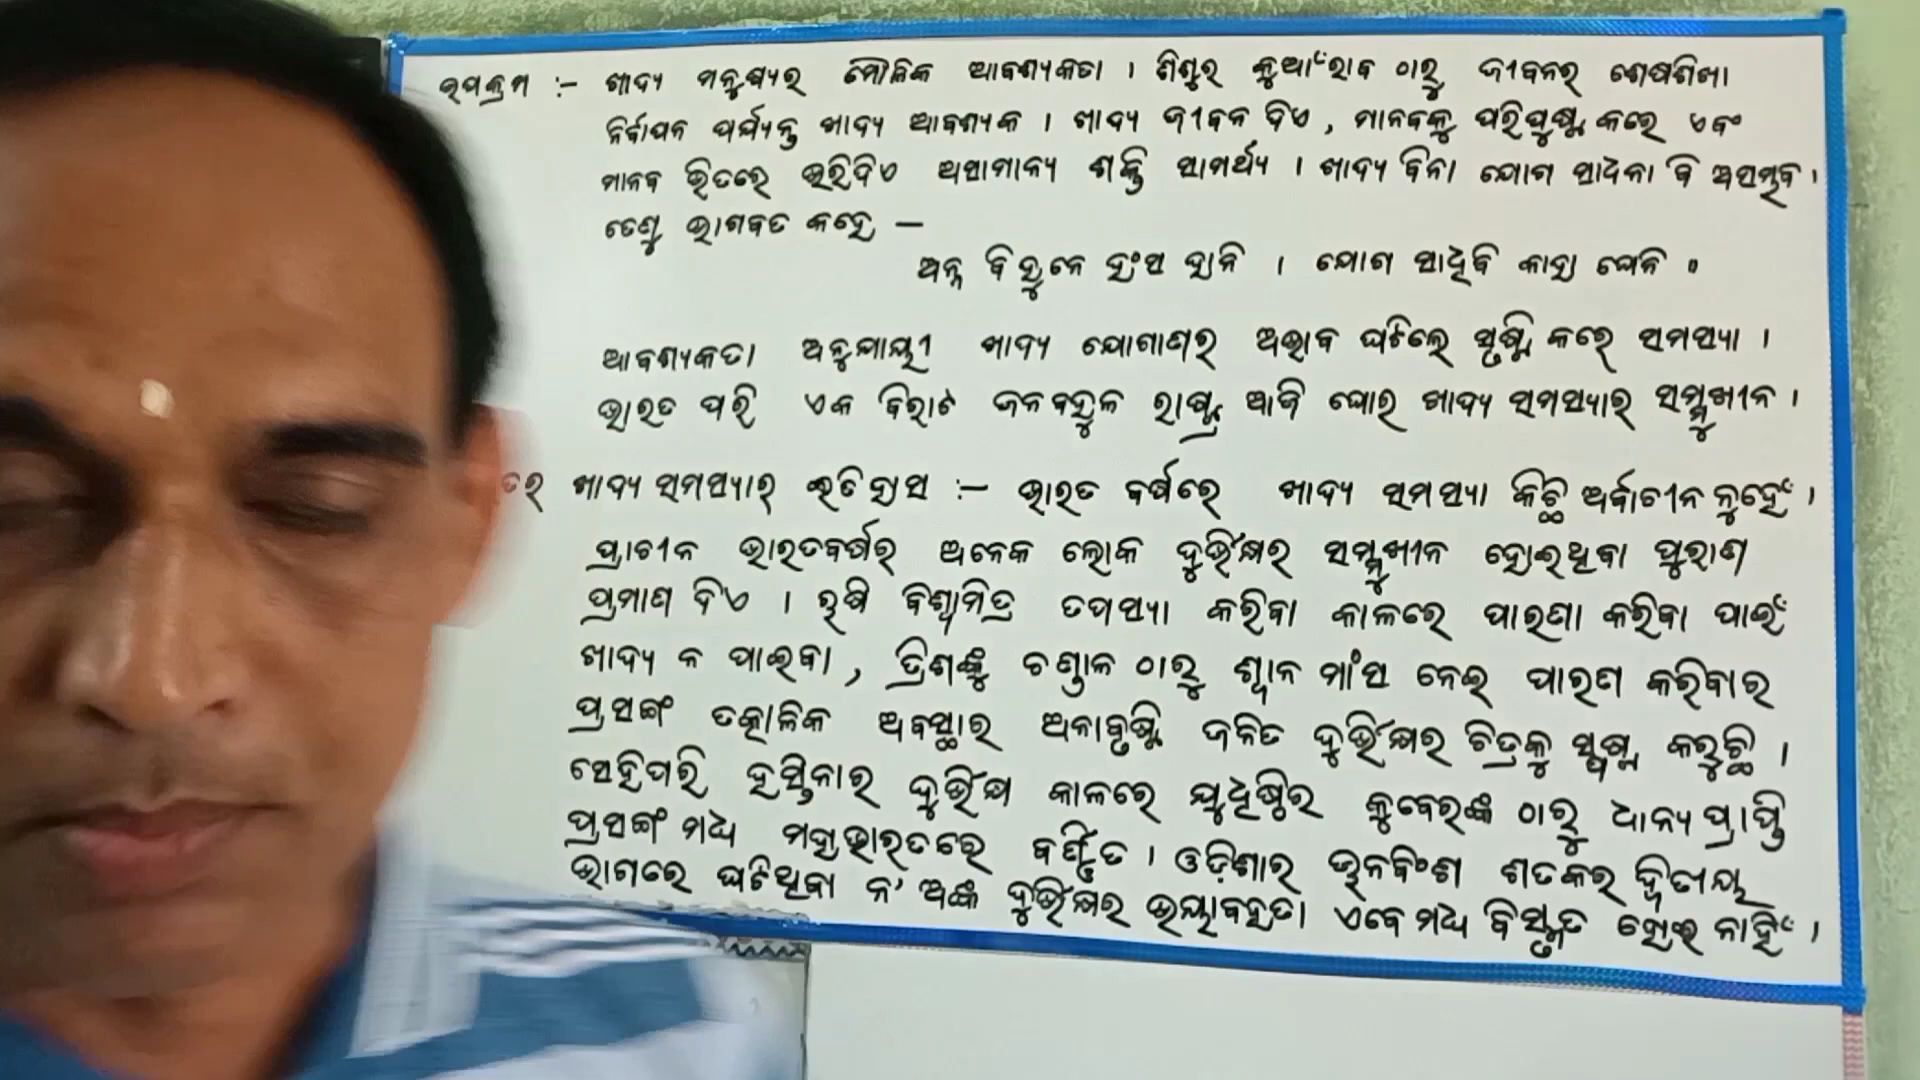 ଉପକ୍ରମ :- ଖାଦ୍ୟ ମନୁଷ୍ୟର ମୌଳିକ ଆବଶ୍ୟକତା । ଶିଶୁର କୁଆଁରାବ ଠାରୁ ଜୀବନର ଶେଷଶିଖା
ନିର୍ବାପନ ପର୍ଯ୍ୟନ୍ତ ଖାଦ୍ୟ ଆବଶ୍ୟକ । ଖାଦ୍ୟ ଜୀବନ ଦିଏ , ମାନବକୁ ପରିପୁଷ୍ଟ କରେ ଏବଂ
ମାନବ ଭିତରେ ଭରିଦିଏ ଅସାମାନ୍ୟ ଶକ୍ତି ସାମର୍ଥ୍ୟ । ଖାଦ୍ୟ ବିନା ଯୋଗ ସାଧନା ବି ଅସମ୍ଭବ ।
ତେଣୁ ଭାଗବତ କହେ —
ଅନ୍ନ ବିହୁନେ ହଂସ ହାନି । ଯୋଗ ସାଧିବି କାହା ଘେନି ॰
ଆବଶ୍ୟକତା ଅନୁଯାୟୀ ଖାଦ୍ୟ ଯୋଗାଣର ଅଭାବ ଘଟିଲେ ସୃଷ୍ଟି କରେ ସମସ୍ୟା ।
ଭାରତ ପରି ଏକ ବିରାଟ ଜନବହୁଳ ରାଷ୍ଟ୍ର ଆଜି ଘୋର ଖାଦ୍ୟ ସମସ୍ୟାର ସମ୍ମୁଖୀନ ।
ତରେ ଖାଦ୍ୟ ସମସ୍ୟାର ଇତିହାସ :— ଭାରତ ବର୍ଷରେ ଖାଦ୍ୟ ସମସ୍ୟା କିଛି ଅର୍ବାଚୀନ ନୁହେଁ ।
ପ୍ରାଚୀନ ଭାରତବର୍ଷର ଅନେକ ଲୋକ ଦୁର୍ଭିକ୍ଷର ସମ୍ମୁଖୀନ ହୋଇଥିବା ପୁରାଣ
ପ୍ରମାଣ ଦିଏ । ଋଷି ବିଶ୍ୱାମିତ୍ର ତପସ୍ୟା କରିବା କାଳରେ ପାରଣା କରିବା ପାଇଁ
ଖାଦ୍ୟ ନ ପାଇବା , ତ୍ରିଶଙ୍କୁ ଚଣ୍ଡାଳ ଠାରୁ ଶ୍ୱାନ ମାଂସ ନେଇ ପାରଣ କରିବାର
ପ୍ରସଙ୍ଗ ତତ୍କାଳିକ ଅବସ୍ଥାର ଅନାବୃଷ୍ଟି ଜନିତ ଦୁର୍ଭିକ୍ଷର ଚିତ୍ରକୁ ସ୍ପଷ୍ଟ କରୁଛି ।
ସେହିପରି ହସ୍ତିନାର ଦୁର୍ଭିକ୍ଷ କାଳରେ ଯୁଧିଷ୍ଠିର କୁବେରଙ୍କ ଠାରୁ ଧାନ୍ୟ ପ୍ରାପ୍ତି
ପ୍ରସଙ୍ଗ ମଧ୍ୟ ମହାଭାରତରେ ବର୍ଣ୍ଣିତ । ଓଡ଼ିଶାର ଊନବିଂଶ ଶତକର ଦ୍ୱିତୀୟ
ଭାଗରେ ଘଟିଥିବା ନ' ଅଙ୍କ ଦୁର୍ଭିକ୍ଷର ଭୟାବହତା ଏବେ ମଧ୍ୟ ବିସ୍ମୃତ ହୋଇ ନାହିଁ ।